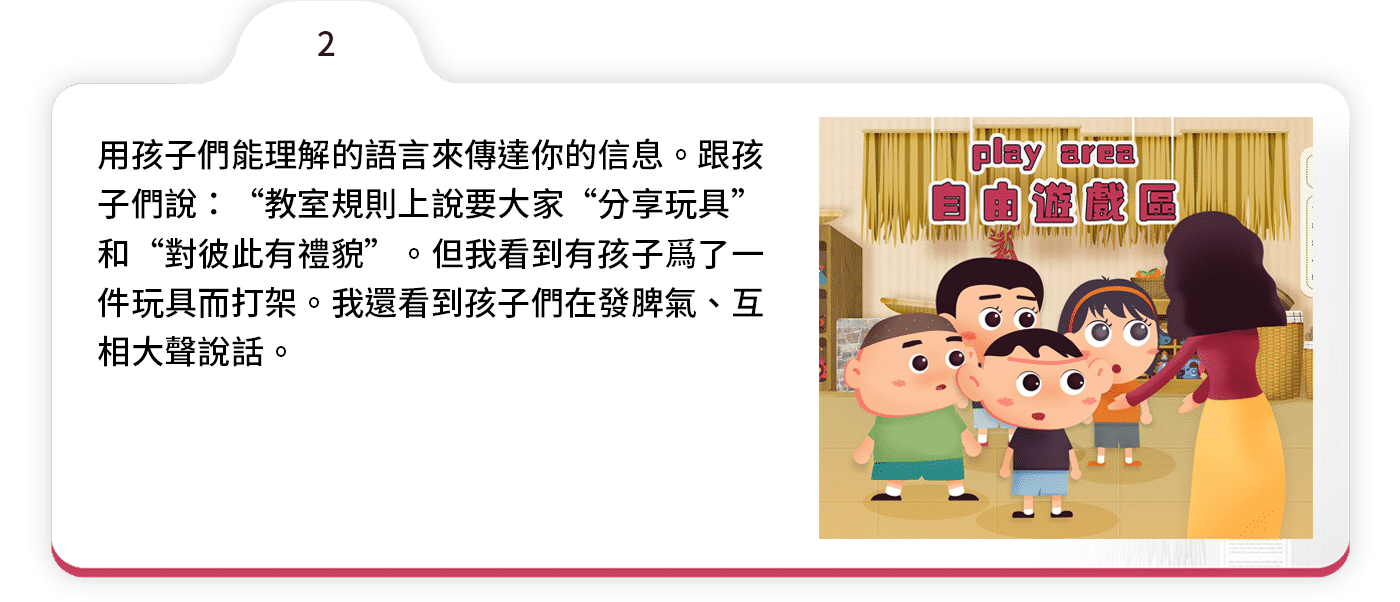 2
用孩子們能理解的語言來傳達你的信息。跟孩
子們說：“教室規則上說要大家“分享玩具”
和“對彼此有禮貌”。但我看到有孩子爲了一
件玩具而打架。我還看到孩子們在發脾氣、互
相大聲說話。
play area
自由遊戲區